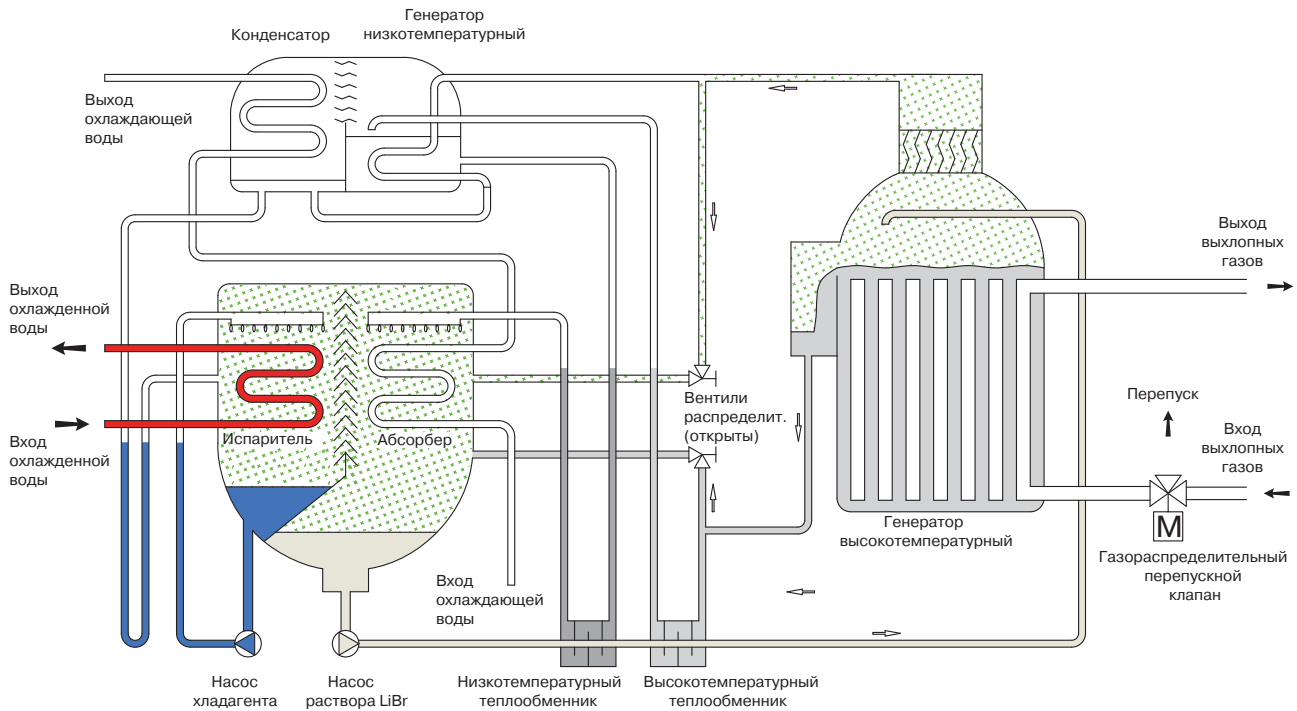 Генератор
низкотемпературный
Конденсатор
Выход
охлаждающей
воды
Выход
выхлопных
газов
Выход
охлажденной
воды
Вентили
распределит.
(открыты)
Перепуск
Испаритель
Абсорбер
Вход
охлажденной
воды
Вход
выхлопных
газов
Генератор
высокотемпературный
M
Газораспределительный
перепускной
клапан
Вход
охлаждающей
воды
Насос
хладагента
Насос
раствора LiBr
Низкотемпературный
теплообменник
Высокотемпературный
теплообменник